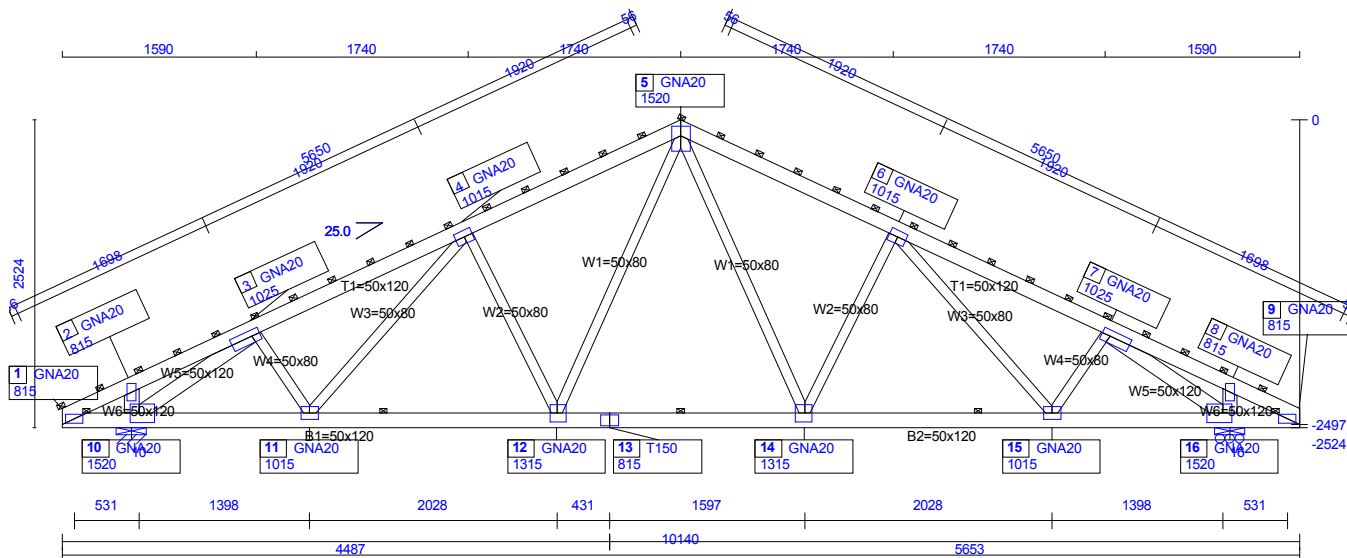 56
56
1590
1740
1740
1740
1740
1590
1920
1920
5 GNA20
1520
0
5650
1920
5650
1920
4 GNA20
1015
6 GNA20
1015
25.0
2524
1698
1698
W1=50x80
W1=50x80
3 GNA20
1025
7 GNA20
1025
T1=50x120
T1=50x120
2 GNA20
815
9 GNA20
815
W3=50x80
W2=50x80
W2=50x80
W3=50x80
8 GNA20
815
1 GNA20
815
W5=50x120
W4=50x80
W4=50x80
W5=50x120
W6=50x120
W6=50x120
-2497
B1=50x120
B2=50x120
-2524
10
10
10 GNA20
1520
11 GNA20
1015
12 GNA20
1315
13 T150
815
14 GNA20
1315
15 GNA20
1015
16 GNA20
1520
531
1398
2028
431
1597
2028
1398
531
10140
4487
5653